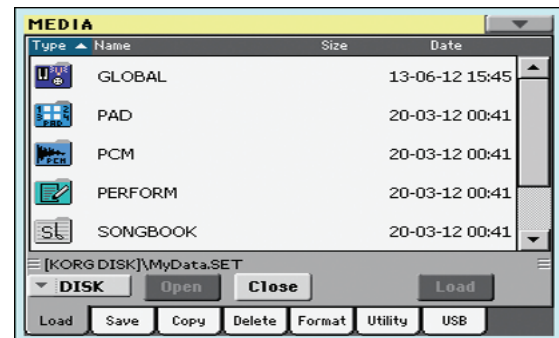 MEDIA
Type Name Size Date
GLOBAL 13-06-12 15:45
PAD 20-03-12 00:41
PCM 20-03-12 00:41
PERFORM 20-03-12 00:41
SONGBOOK 20-03-12 00:41
[KORG DISK]\MyData.SET
DISK Open Close Load
Load Save Copy Delete Format Utility USB